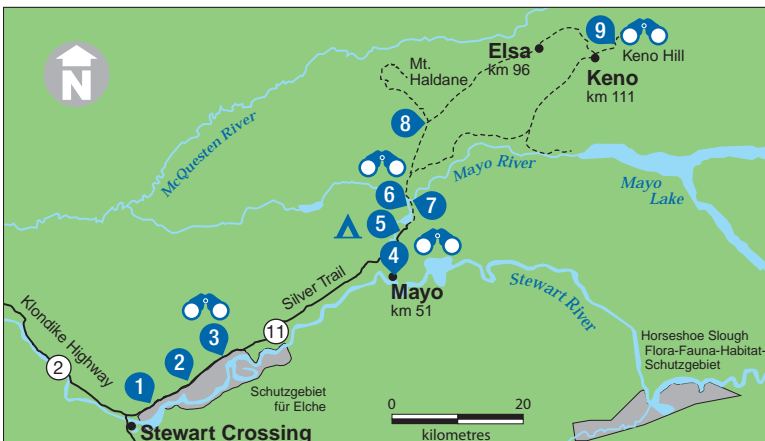 N
McQuesten River
Mt.
Haldane
Elsa
km 96
9
Keno Hill
Keno
km 111
8
Mayo River
Mayo
Lake
6
7
5
4
Mayo
km 51
Stewart
River
Silver Trail
11
3
2
1
Klondike Highway
2
Schutzgebiet
für Elche
Stewart Crossing
Horseshoe Slough
Flora-Fauna-Habitat-
Schutzgebiet
0
20
kilometres